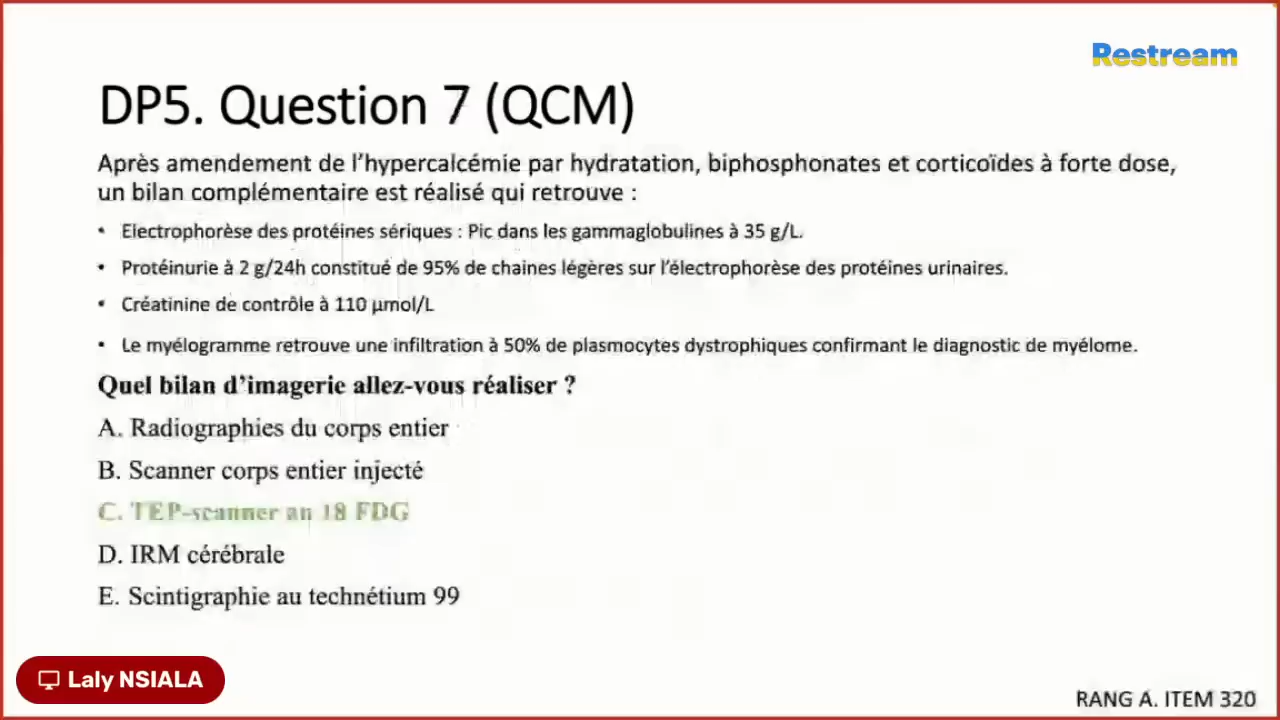 Restream
DP5. Question 7 (QCM)
Après amendement de l'hypercalcémie par hydratation, biphosphonates et corticoïdes à forte dose,
un bilan complémentaire est réalisé qui retrouve :
• Electrophorèse des protéines sériques : Pic dans les gammaglobulines à 35 g/L.
• Protéinurie à 2 g/24h constitué de 95% de chaines légères sur l'électrophorèse des protéines urinaires.
• Créatinine de contrôle à 110 µmol/L
• Le myélogramme retrouve une infiltration à 50% de plasmocytes dystrophiques confirmant le diagnostic de myélome.
Quel bilan d'imagerie allez-vous réaliser ?
A. Radiographies du corps entier
B. Scanner corps entier injecté
C. TEP-scanner au 18 FDG
D. IRM cérébrale
E. Scintigraphie au technétium 99
Laly NSIALA
RANG A. ITEM 320